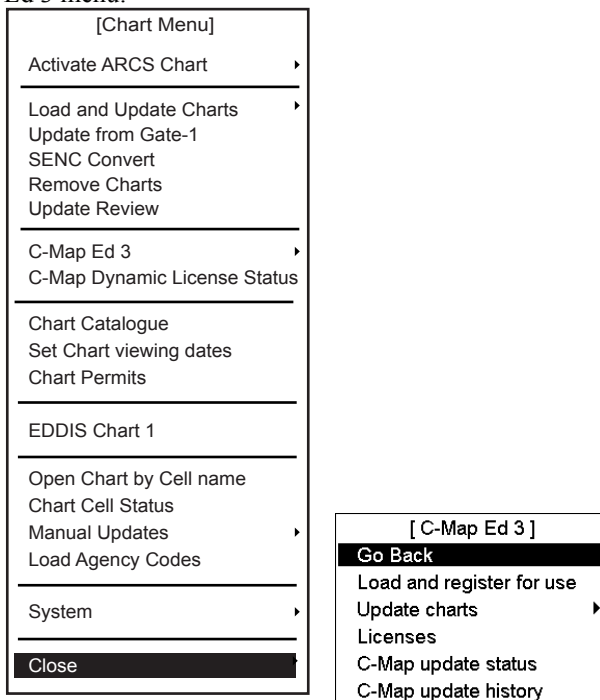 Ed 3 menu.
[Chart Menu]
Activate ARCS Chart
Load and Update Charts
Update from Gate-1
SENC Convert
Remove Charts
Update Review
C-Map Ed 3
C-Map Dynamic License Status
Chart Catalogue
Set Chart viewing dates
Chart Permits
EDDIS Chart 1
Open Chart by Cell name
Chart Cell Status
Manual Updates
Load Agency Codes
System
Close
[ C-Map Ed 3 ]
Go Back
Load and register for use
Update charts
Licenses
C-Map update status
C-Map update history